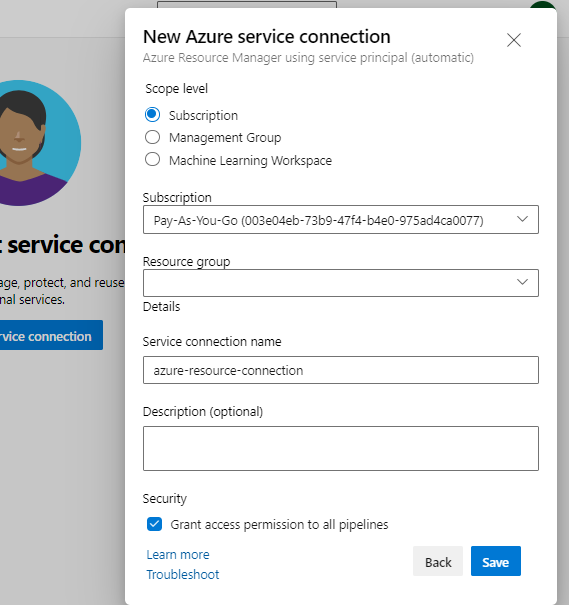 New Azure service connection
Azure Resource Manager using service principal (automatic)
Scope level
Subscription
Management Group
Machine Learning Workspace
Subscription
Pay-As-You-Go (003e04eb-73b9-47f4-b4e0-975ad4ca0077)
Resource group
Details
Service connection name
azure-resource-connection
Description (optional)
Security
Grant access permission to all pipelines
Learn more
Troubleshoot
Back
Save
service con
age, protect, and reuse
nal services.
rvice connection